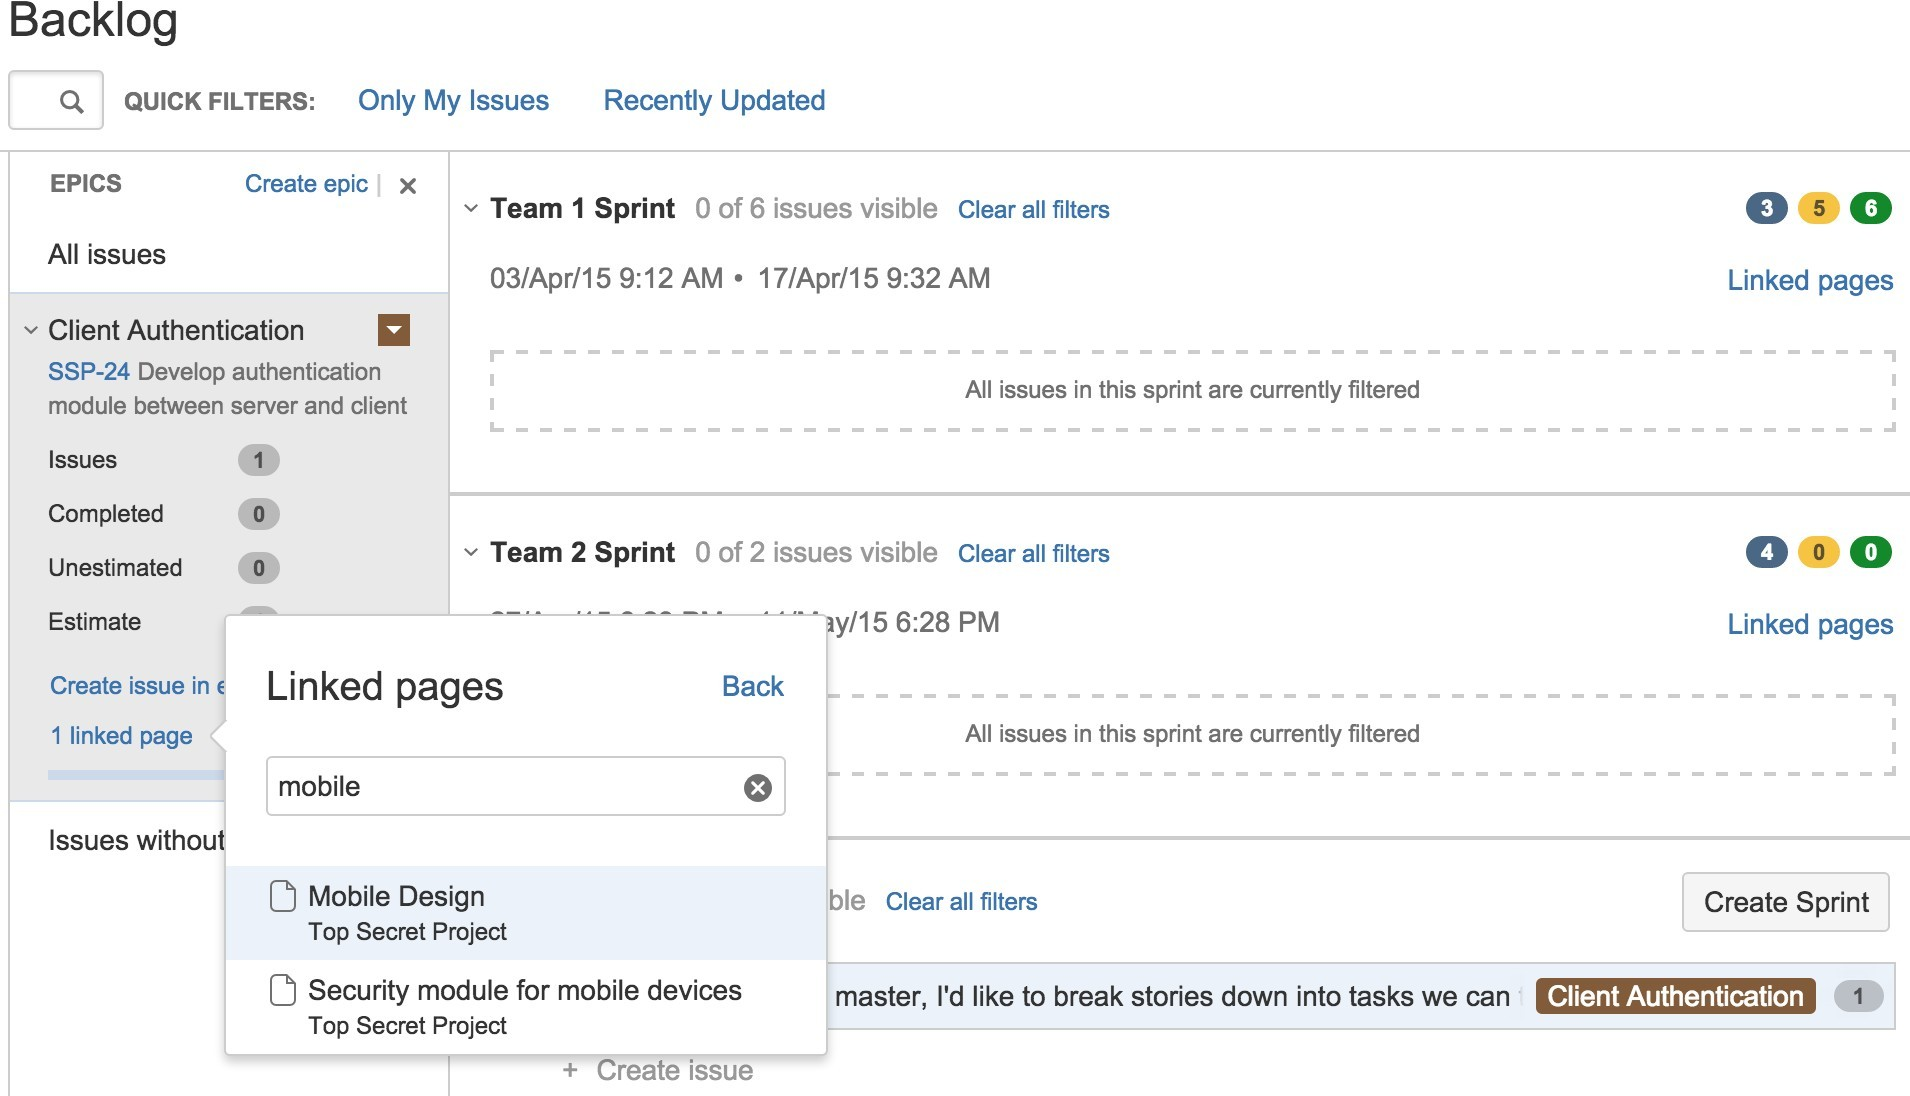 Backlog
QUICK FILTERS: Only My Issues Recently Updated
EPICS Create epic
All issues
Client Authentication
SSP-24 Develop authentication
module between server and client
Issues 1
Completed 0
Unestimated 0
Estimate
Create issue in
1 linked page
Issues without
Linked pages Back
mobile
Mobile Design
Top Secret Project
Security module for mobile devices
Top Secret Project
Team 1 Sprint 0 of 6 issues visible Clear all filters 3 5 6
03/Apr/15 9:12 AM • 17/Apr/15 9:32 AM Linked pages
All issues in this sprint are currently filtered
Team 2 Sprint 0 of 2 issues visible Clear all filters 4 0 0
/15 6:28 PM Linked pages
All issues in this sprint are currently filtered
Clear all filters Create Sprint
master, I'd like to break stories down into tasks we can Client Authentication 1
+ Create issue